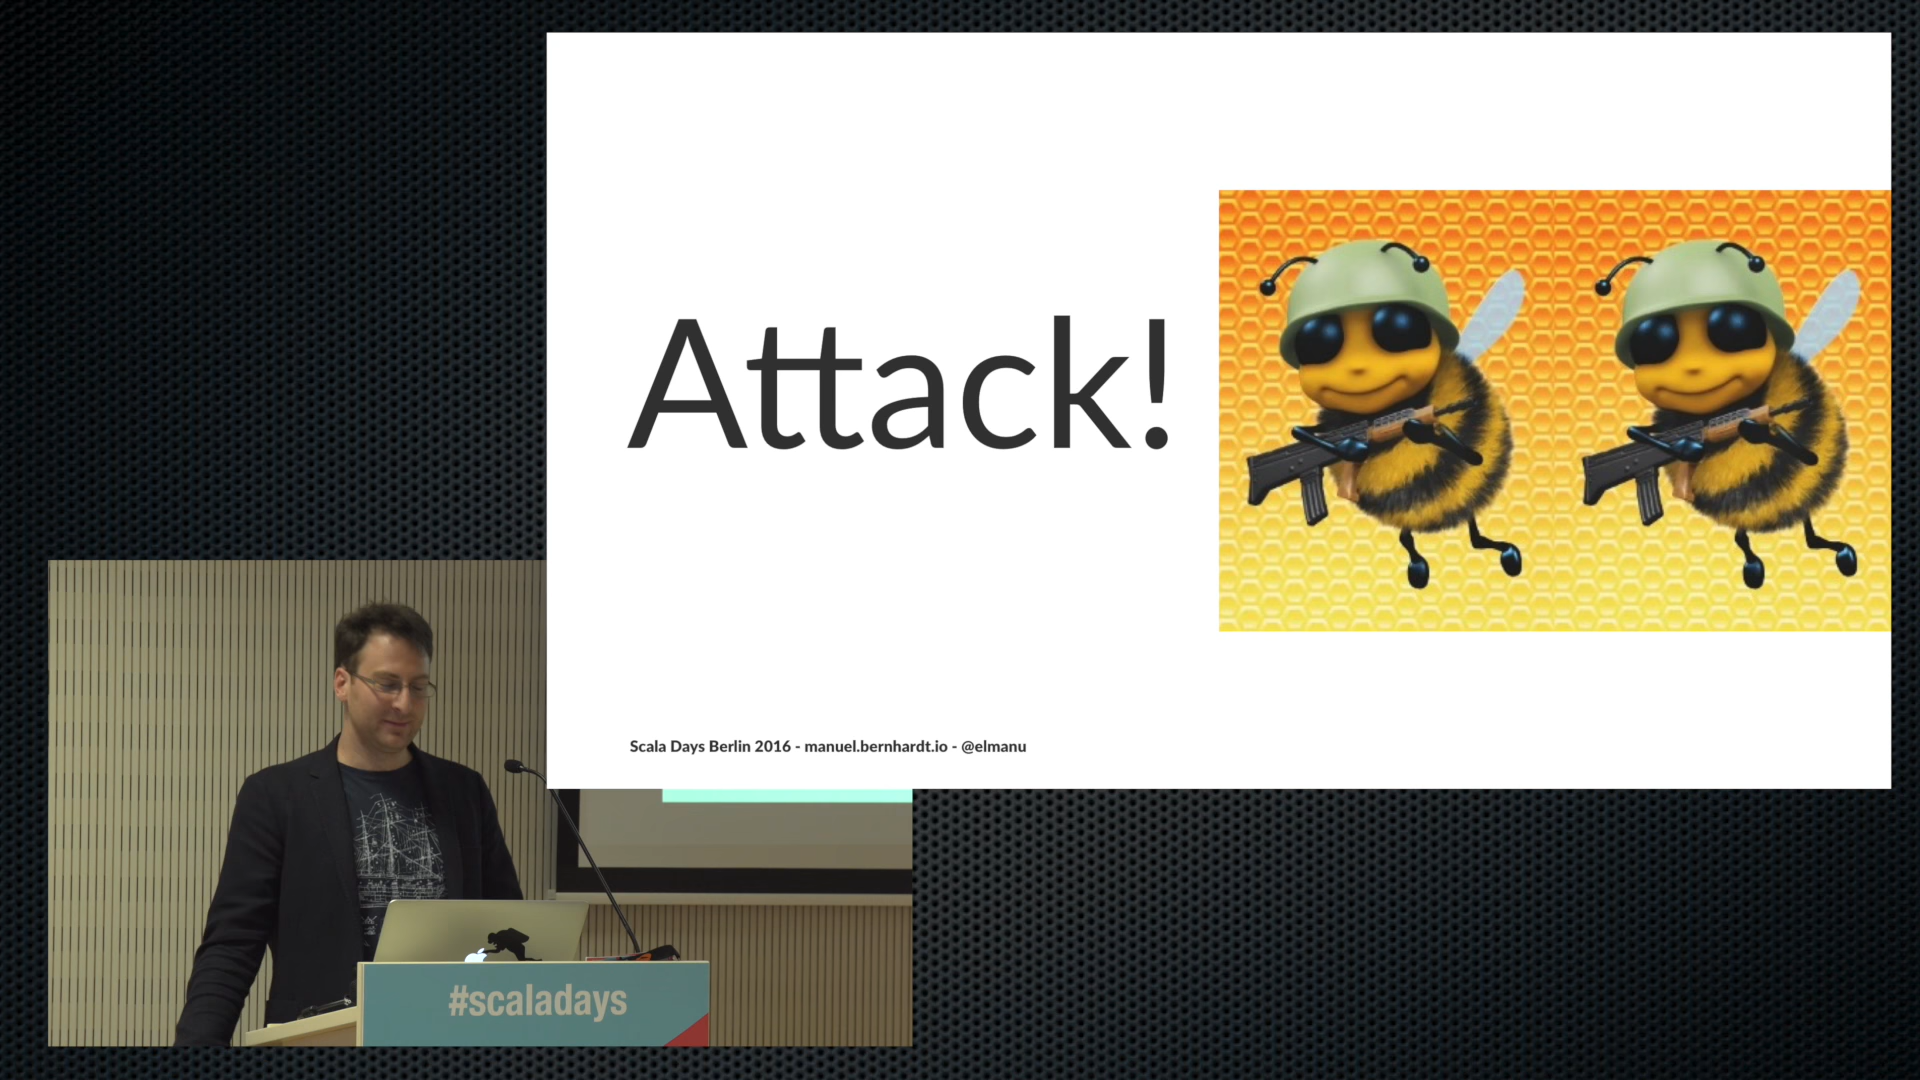 Attack!
Scala Days Berlin 2016 - manuel.bernhardt.io - @elmanu
#scaladays